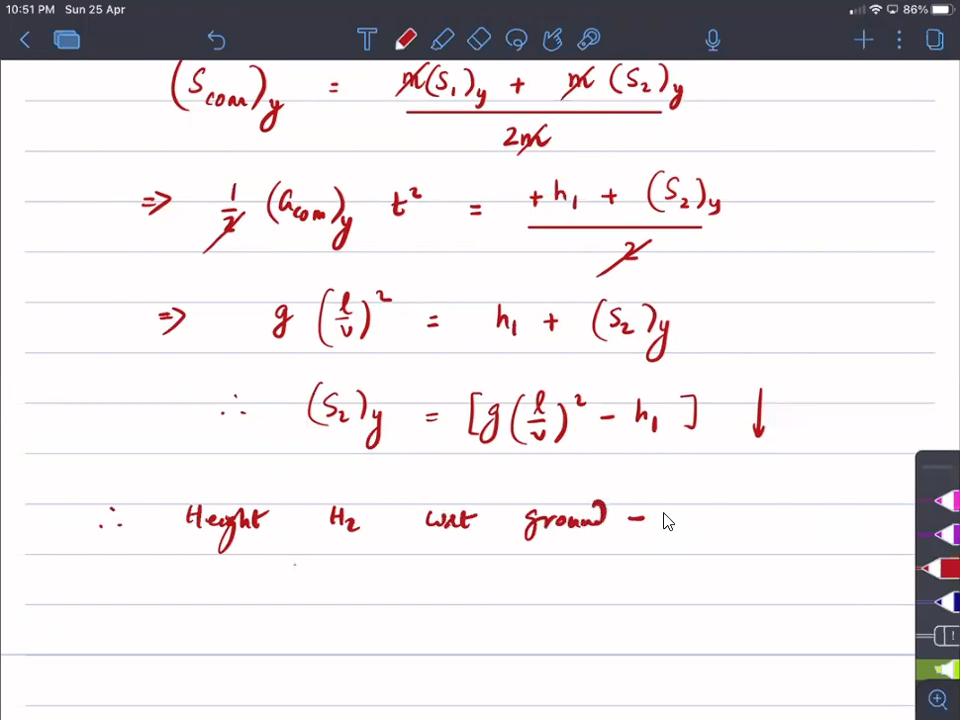 10:51 PM Sun 25 Apr 86%
(S_com)_y = m(S_1)_y + m(S_2)_y / 2m
⇒ 1/2 (a_com)_y t² = +h_1 + (S_2)_y / 2
⇒ g (l/v)² = h_1 + (S_2)_y
∴ (S_2)_y = [g(l/v)² - h_1] ↓
∴ Height H_2 wrt ground -